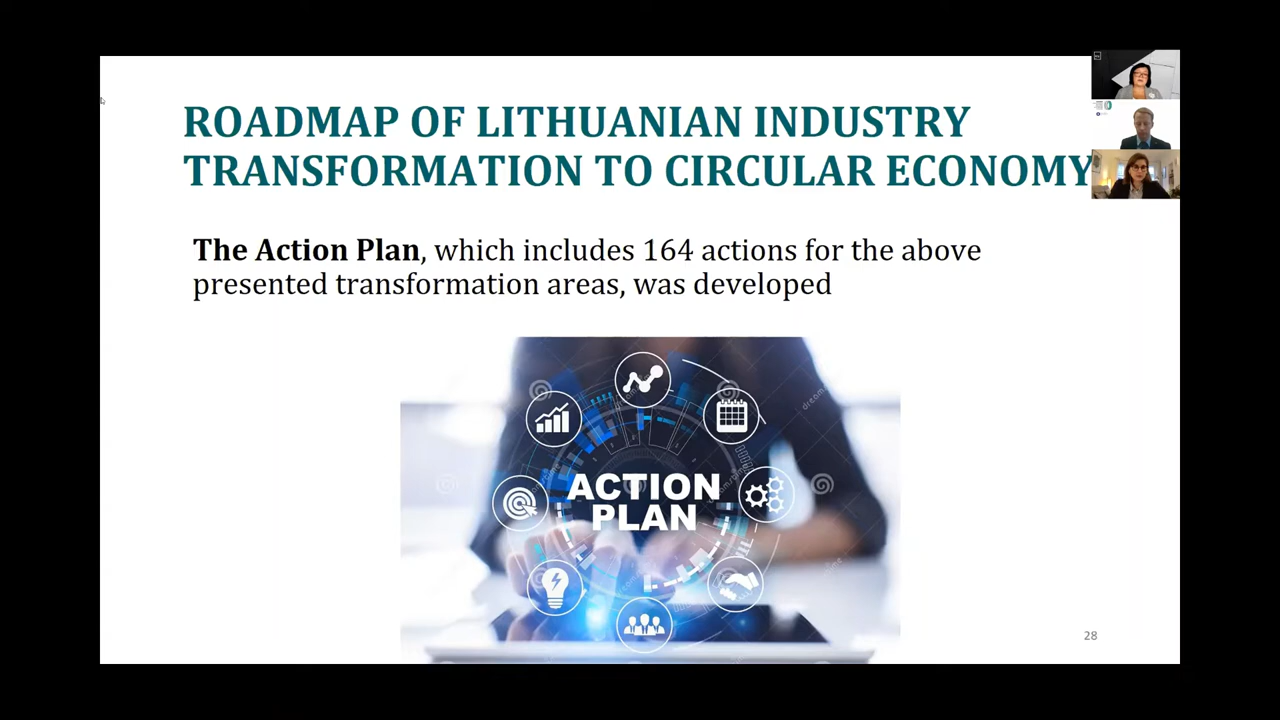 ROADMAP OF LITHUANIAN INDUSTRY
TRANSFORMATION TO CIRCULAR ECONOMY
The Action Plan, which includes 164 actions for the above
presented transformation areas, was developed
ACTION
PLAN
28